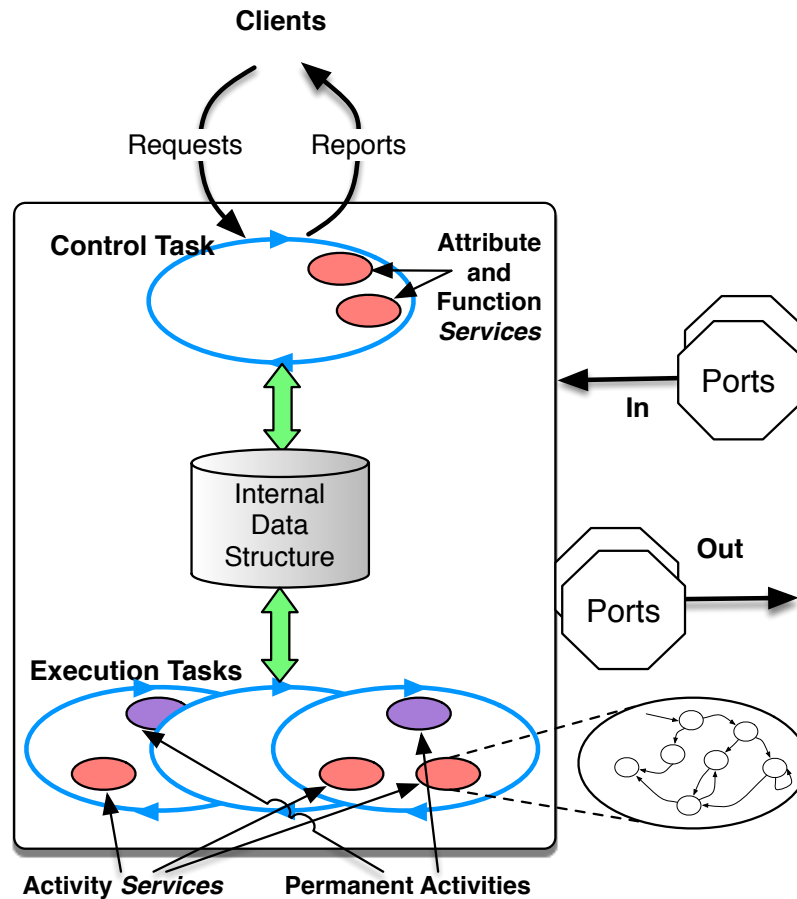 Clients
Requests
Reports
Control Task
Attribute
and
Function
Services
Ports
In
Internal
Data
Structure
Out
Ports
Execution Tasks
Activity Services
Permanent Activities